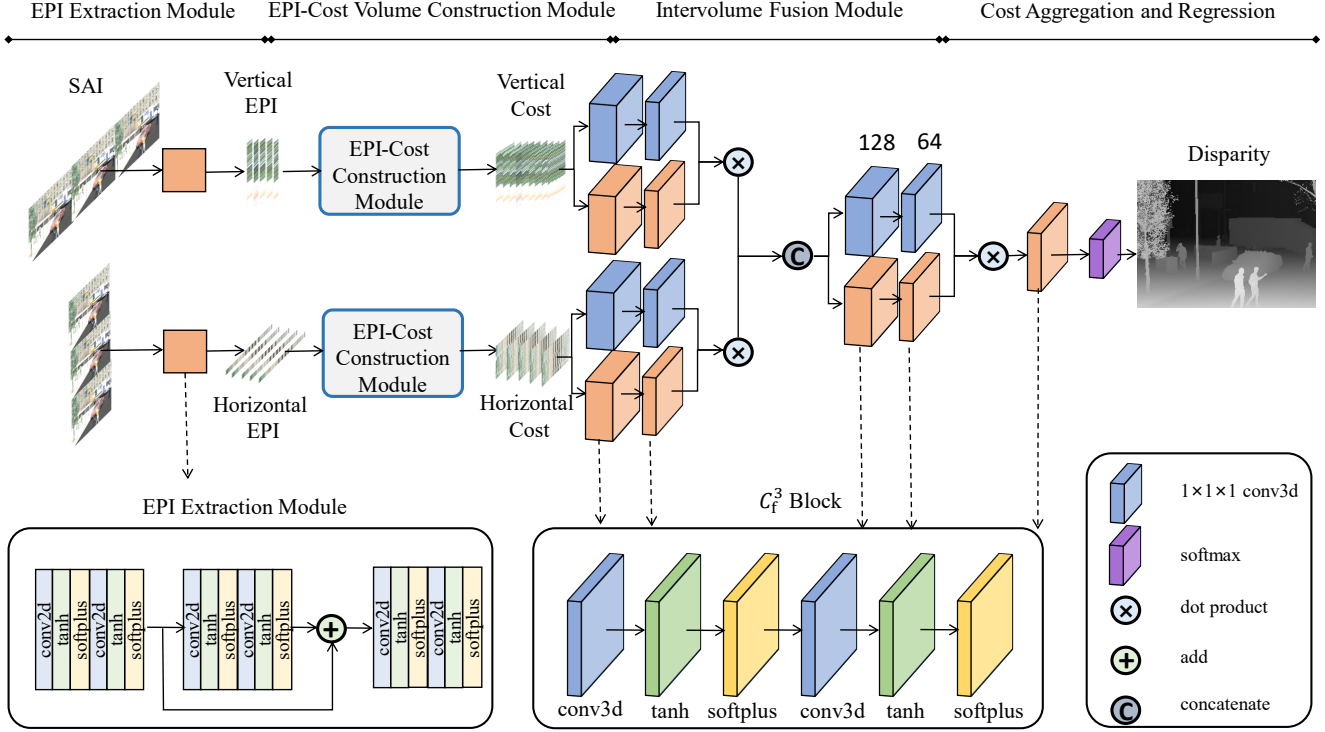 EPI Extraction Module
EPI-Cost Volume Construction Module
Intervolume Fusion Module
Cost Aggregation and Regression
SAI
Vertical
EPI
EPI-Cost
Construction
Module
Vertical
Cost
128
64
Disparity
Horizontal
EPI
EPI-Cost
Construction
Module
Horizontal
Cost
C
EPI Extraction Module
conv2d
tanh
softplus
conv2d
tanh
softplus
conv2d
tanh
softplus
conv2d
tanh
softplus
conv2d
tanh
softplus
conv2d
tanh
softplus
C_f^3 Block
conv3d
tanh
softplus
conv3d
tanh
softplus
1×1×1 conv3d
softmax
dot product
add
C
concatenate